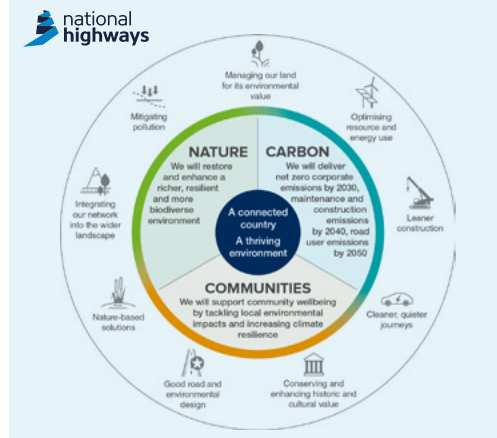 national
highways
Managing our land
for its environmental
value
Mitigating
pollution
Optimising
resource and
energy use
NATURE
We will restore
and enhance a
richer, resilient
and more
biodiverse
environment
CARBON
We will deliver
net zero corporate
emissions by 2030,
maintenance and
construction
emissions
by 2040, road
user emissions
by 2050
Integrating
our network
into the wider
landscape
A connected
country
A thriving
environment
Leaner
construction
COMMUNITIES
We will support community wellbeing
by tackling local environmental
impacts and increasing climate
resilience
Nature-based
solutions
Cleaner, quieter
journeys
Good road and
environmental
design
Conserving and
enhancing historic and
cultural value